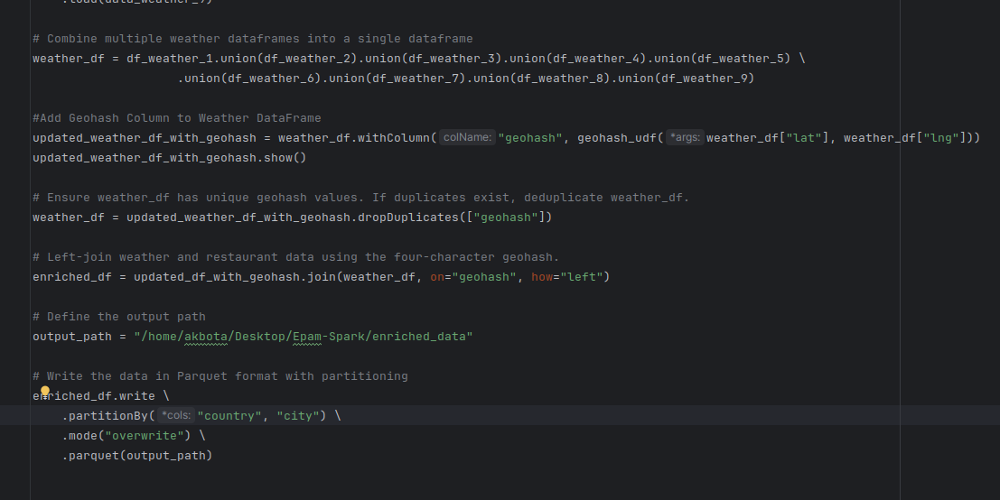 .load(data_weather_9)
# Combine multiple weather dataframes into a single dataframe
weather_df = df_weather_1.union(df_weather_2).union(df_weather_3).union(df_weather_4).union(df_weather_5) \
.union(df_weather_6).union(df_weather_7).union(df_weather_8).union(df_weather_9)
#Add Geohash Column to Weather DataFrame
updated_weather_df_with_geohash = weather_df.withColumn( colName: "geohash", geohash_udf( *args: weather_df["lat"], weather_df["lng"]))
updated_weather_df_with_geohash.show()
# Ensure weather_df has unique geohash values. If duplicates exist, deduplicate weather_df.
weather_df = updated_weather_df_with_geohash.dropDuplicates(["geohash"])
# Left-join weather and restaurant data using the four-character geohash.
enriched_df = updated_df_with_geohash.join(weather_df, on="geohash", how="left")
# Define the output path
output_path = "/home/akbota/Desktop/Epam-Spark/enriched_data"
# Write the data in Parquet format with partitioning
enriched_df.write \
.partitionBy( *cols: "country", "city") \
.mode("overwrite") \
.parquet(output_path)